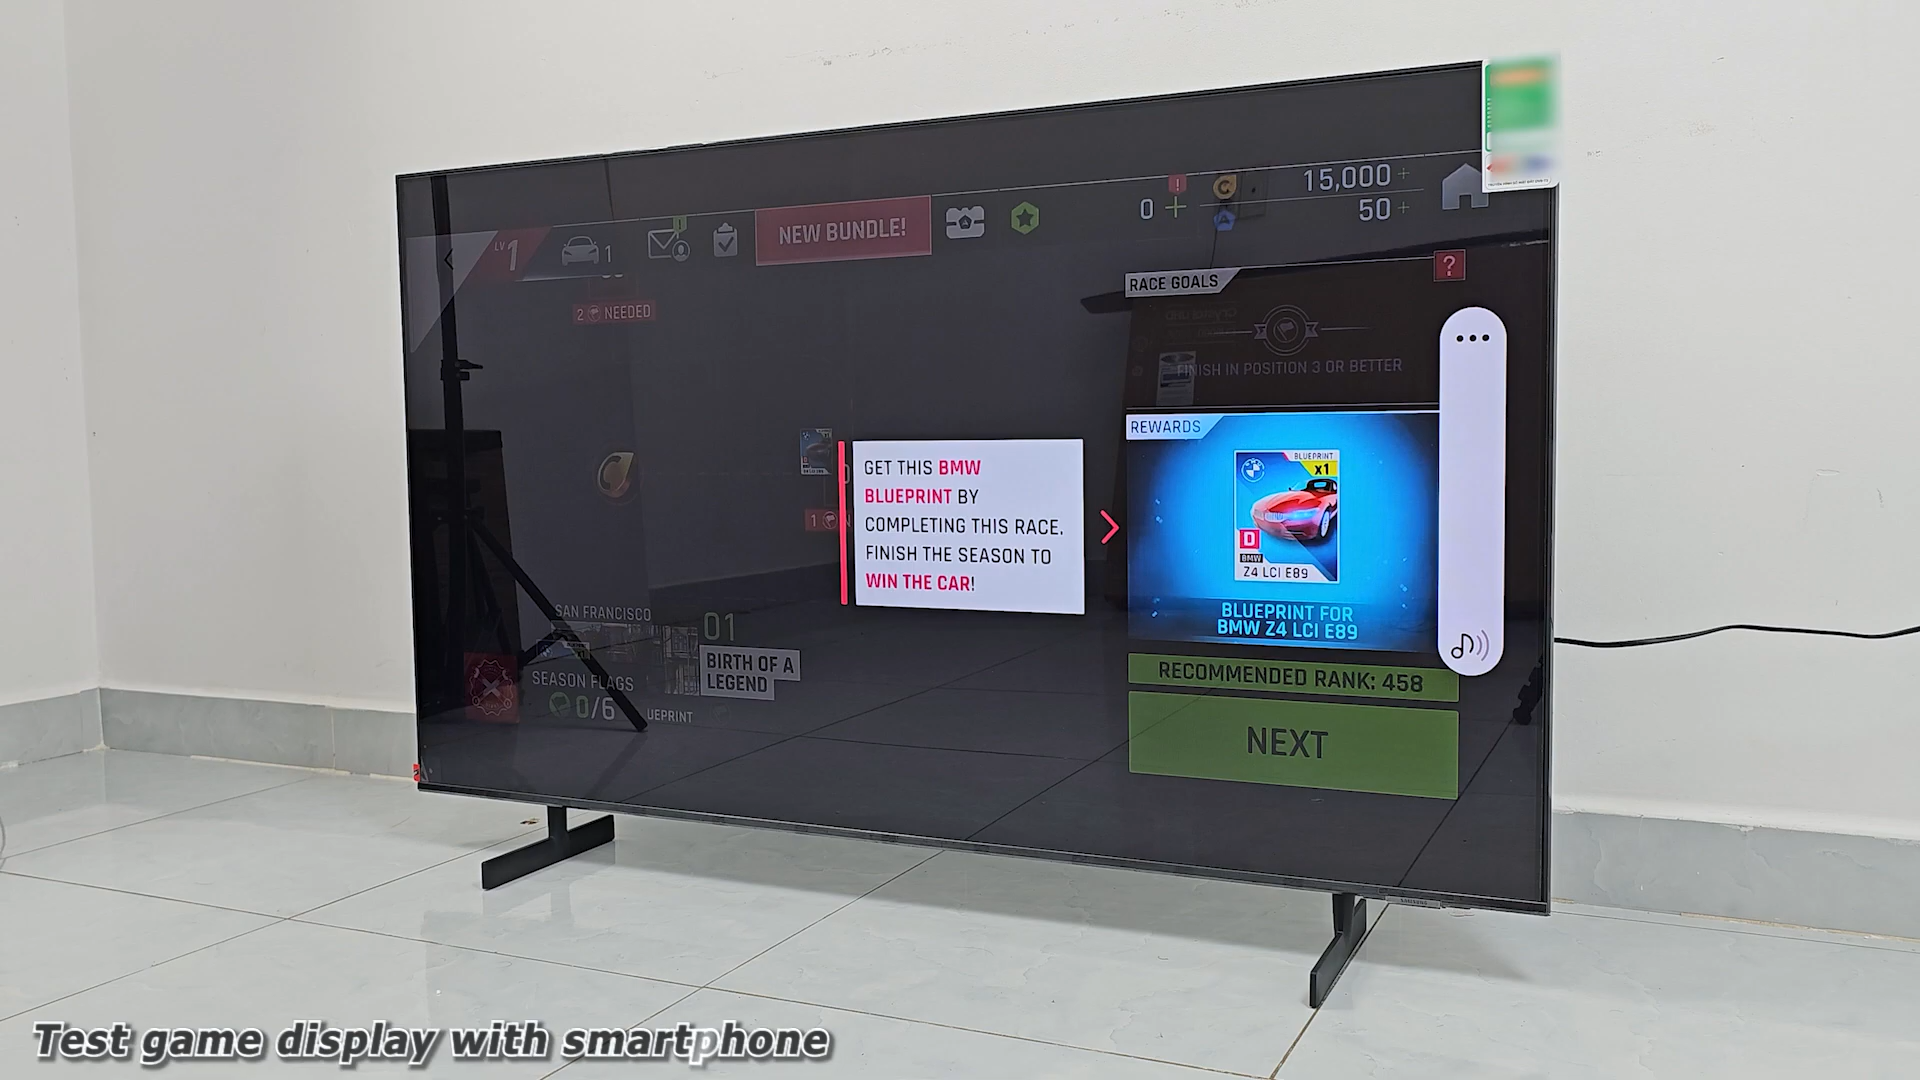 LV 1
1
!
NEW BUNDLE!
!
0 +
15,000 +
50 +
2 NEEDED
RACE GOALS
?
FINISH IN POSITION 3 OR BETTER
REWARDS
BLUEPRINT
x1
D
BMW
Z4 LCI E89
BLUEPRINT FOR
BMW Z4 LCI E89
GET THIS BMW
BLUEPRINT BY
COMPLETING THIS RACE.
FINISH THE SEASON TO
WIN THE CAR!
1
SAN FRANCISCO
01
BIRTH OF A
LEGEND
SEASON FLAGS
0/6
UEPRINT
RECOMMENDED RANK: 458
NEXT
SAMSUNG
Test game display with smartphone